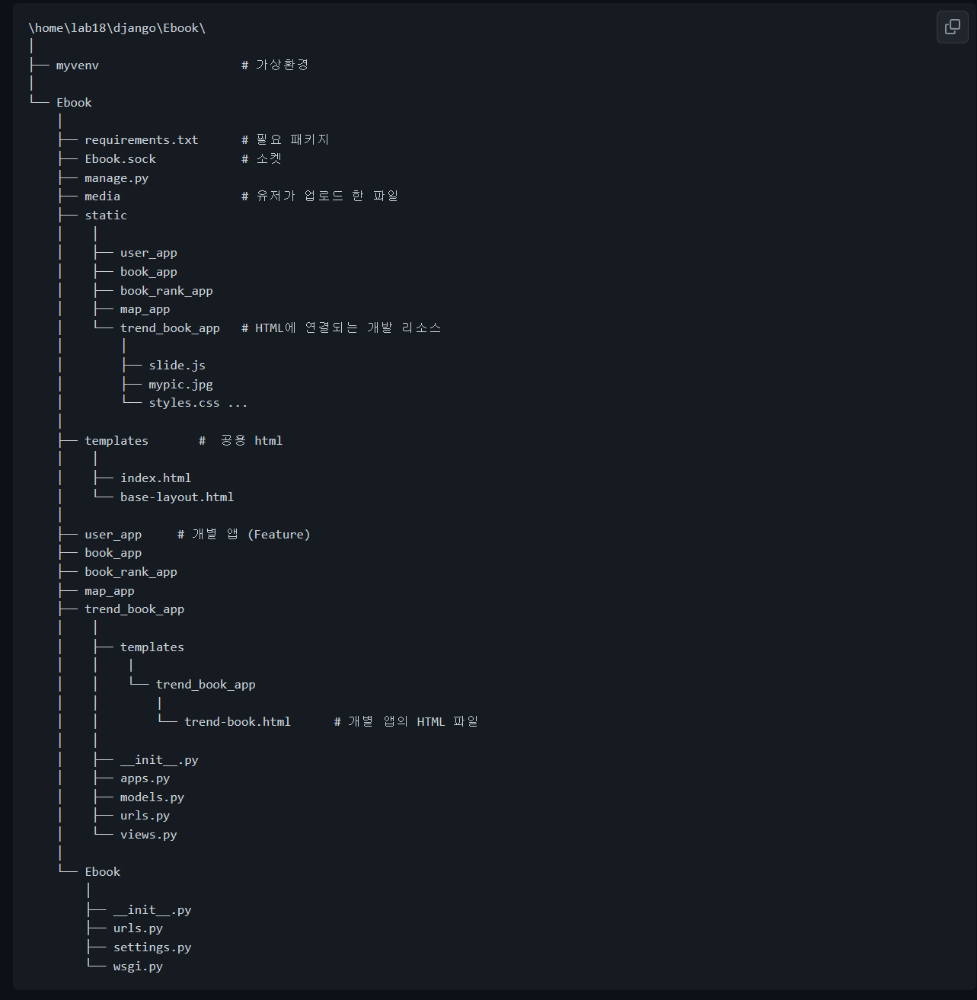 \home\lab18\django\Ebook\
│
├── myvenv                    # 가상환경
│
└── Ebook
    │
    ├── requirements.txt      # 필요 패키지
    ├── Ebook.sock            # 소켓
    ├── manage.py
    ├── media                 # 유저가 업로드 한 파일
    ├── static
    │    │
    │    ├── user_app
    │    ├── book_app
    │    ├── book_rank_app
    │    ├── map_app
    │    └── trend_book_app   # HTML에 연결되는 개발 리소스
    │        │
    │        ├── slide.js
    │        ├── mypic.jpg
    │        └── styles.css ...
    │
    ├── templates       #  공용 html
    │    │
    │    ├── index.html
    │    └── base-layout.html
    │
    ├── user_app     # 개별 앱 (Feature)
    ├── book_app
    ├── book_rank_app
    ├── map_app
    ├── trend_book_app
    │    │
    │    ├── templates
    │    │    │
    │    │    └── trend_book_app
    │    │        │
    │    │        └── trend-book.html      # 개별 앱의 HTML 파일
    │    │
    │    ├── __init__.py
    │    ├── apps.py
    │    ├── models.py
    │    ├── urls.py
    │    └── views.py
    │
    └── Ebook
        │
        ├── __init__.py
        ├── urls.py
        ├── settings.py
        └── wsgi.py